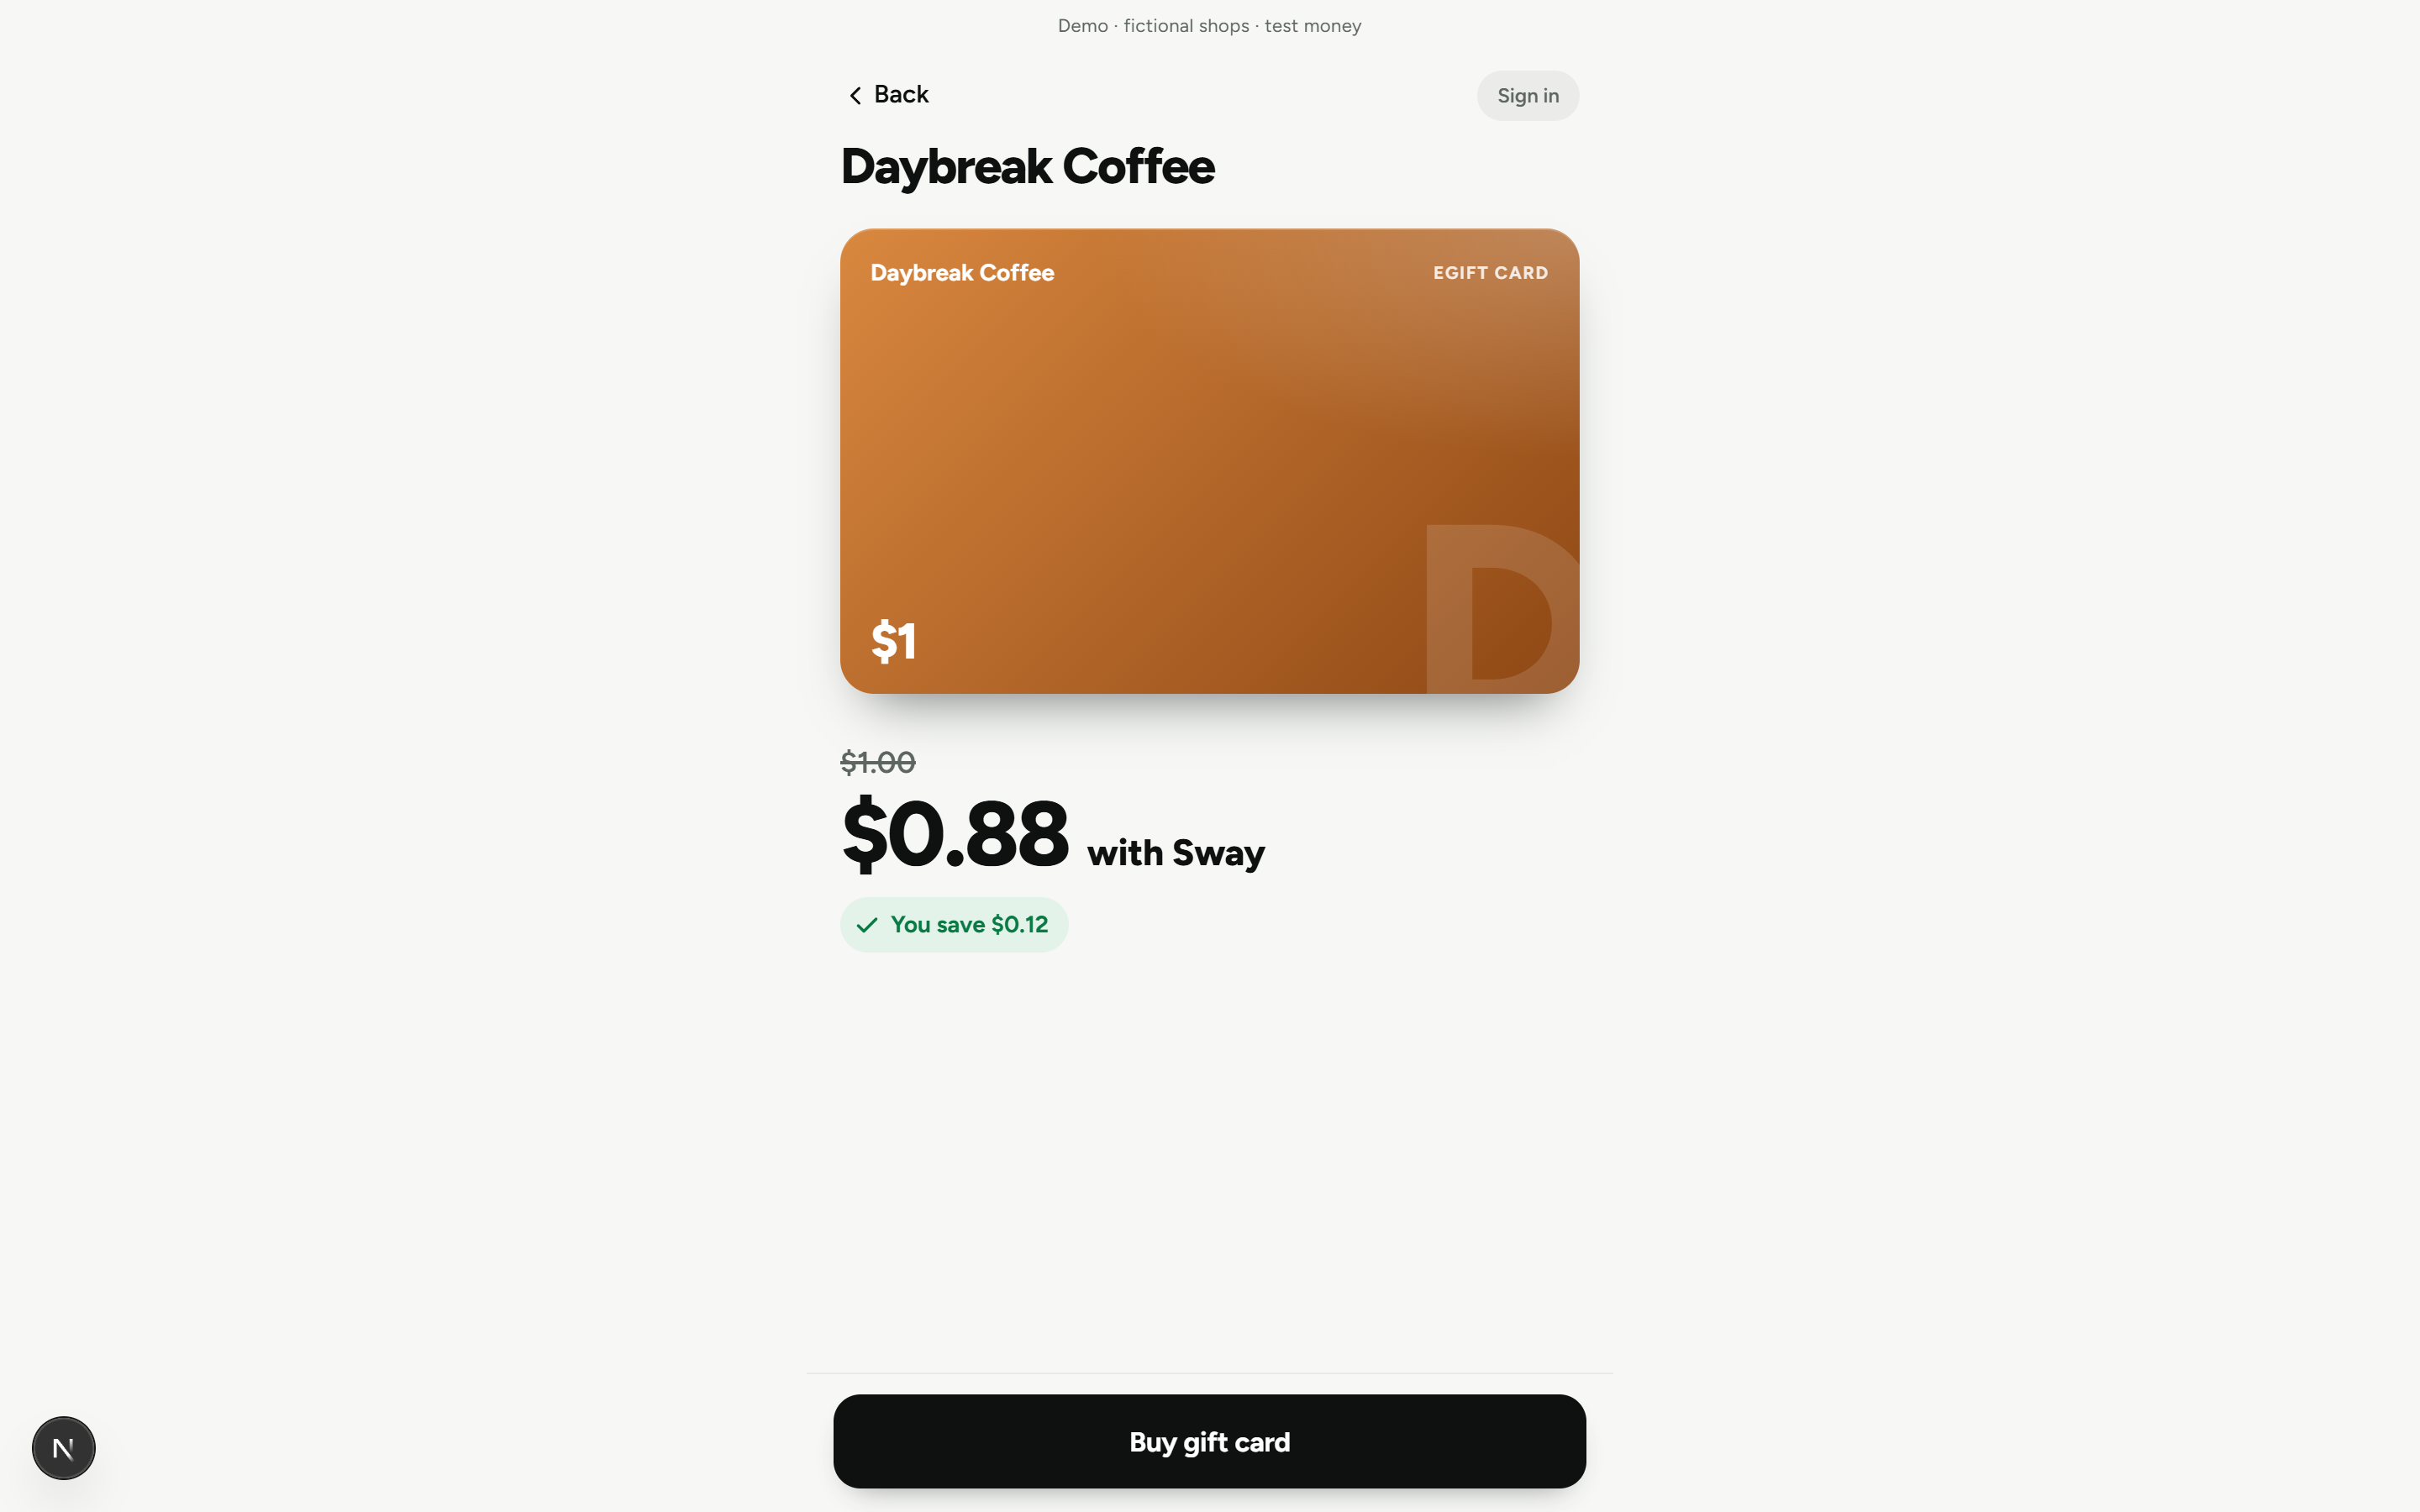 Demo · fictional shops · test money
Back
Sign in
Daybreak Coffee
Daybreak Coffee
EGIFT CARD
D
$1
$1.00
$0.88 with Sway
You save $0.12
Buy gift card
N